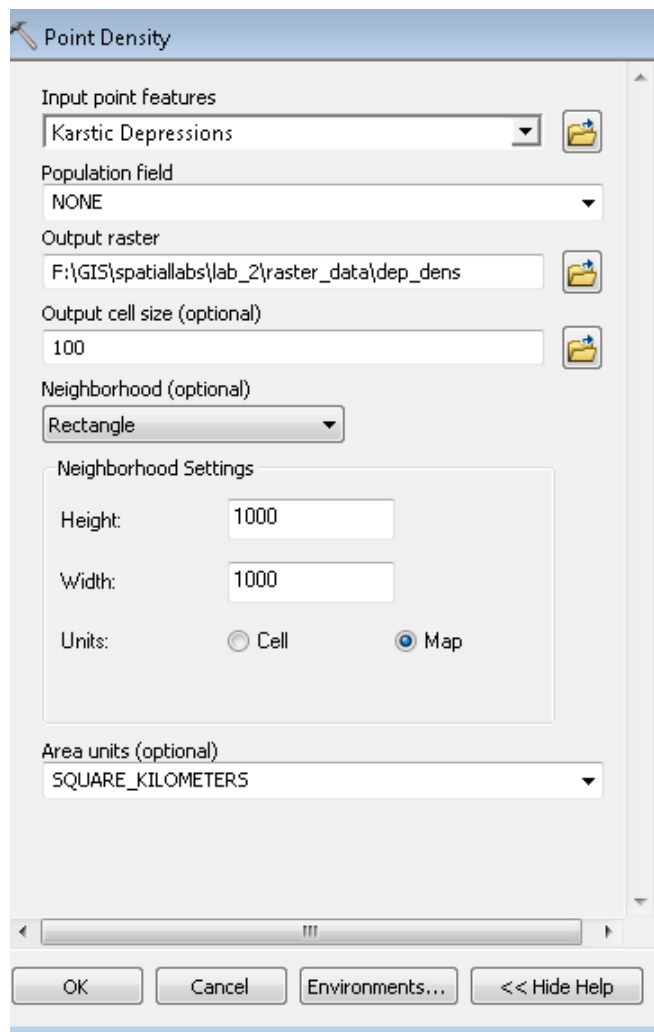 Point Density
Input point features
Karstic Depressions
Population field
NONE
Output raster
F:\GIS\spatiallabs\lab_2\raster_data\dep_dens
Output cell size (optional)
100
Neighborhood (optional)
Rectangle
Neighborhood Settings
Height: 1000
Width: 1000
Units: Cell Map
Area units (optional)
SQUARE_KILOMETERS
OK Cancel Environments... << Hide Help